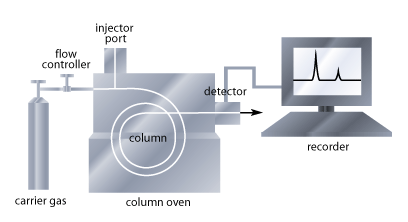 injector
port
flow
controller
detector
column
recorder
carrier gas
column oven